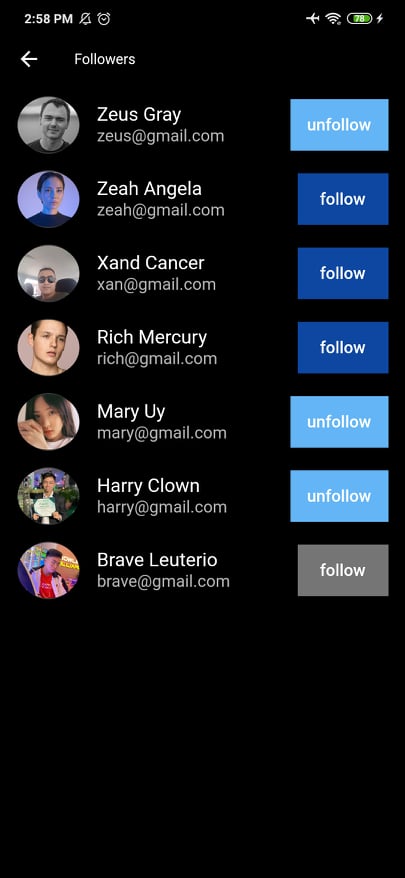 2:58 PM
78
Followers
Zeus Gray
zeus@gmail.com
unfollow
Zeah Angela
zeah@gmail.com
follow
Xand Cancer
xan@gmail.com
follow
Rich Mercury
rich@gmail.com
follow
Mary Uy
mary@gmail.com
unfollow
Harry Clown
harry@gmail.com
unfollow
Brave Leuterio
brave@gmail.com
follow